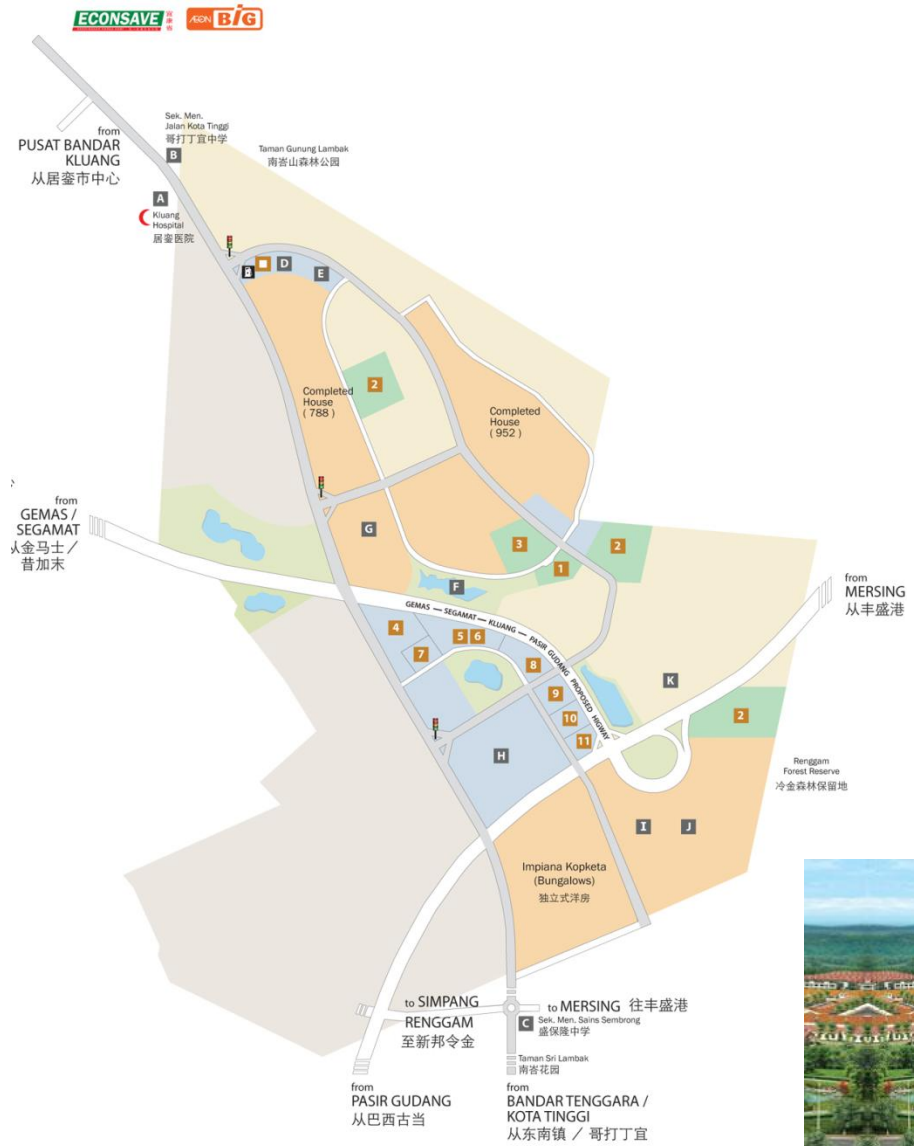 ECONSAVE
AEON BiG
from
PUSAT BANDAR
KLUANG
从居銮市中心
Sek. Men.
Jalan Kota Tinggi
哥打丁宜中学
B
Taman Gunung Lambak
南峇山森林公园
A
Kluang
Hospital
居銮医院
D
E
2
Completed
House
( 788 )
Completed
House
( 952 )
from
GEMAS /
SEGAMAT
从金马士／
昔加末
G
3
2
1
F
from
MERSING
从丰盛港
GEMAS — SEGAMAT — KLUANG — PASIR GUDANG PROPOSED HIGWAY
4
5
6
7
8
K
9
10
2
11
H
Renggam
Forest Reserve
冷金森林保留地
I
J
Impiana Kopketa
(Bungalows)
独立式洋房
to SIMPANG
RENGGAM
至新邦令金
to MERSING 往丰盛港
C
Sek. Men. Sains Sembrong
盛保隆中学
Taman Sri Lambak
南峇花园
from
PASIR GUDANG
从巴西古当
from
BANDAR TENGGARA /
KOTA TINGGI
从东南镇 ／ 哥打丁宜